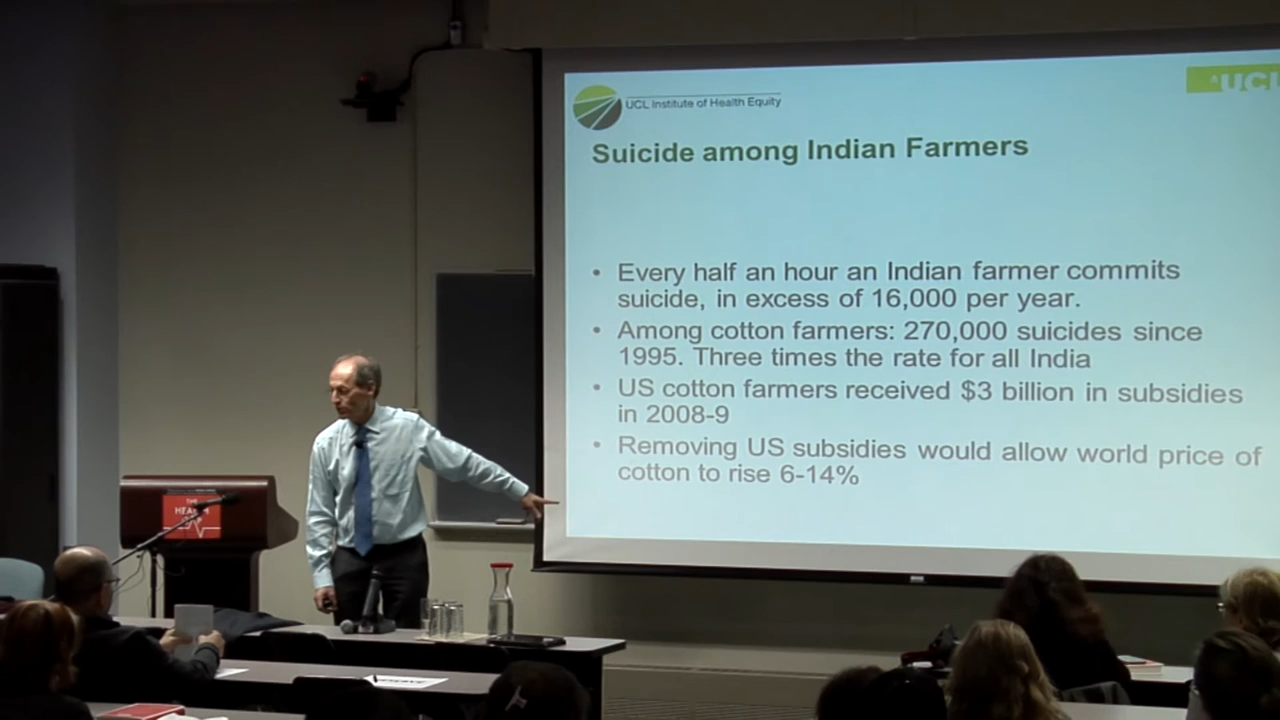 UCL Institute of Health Equity
UCL
Suicide among Indian Farmers
• Every half an hour an Indian farmer commits
suicide, in excess of 16,000 per year.
• Among cotton farmers: 270,000 suicides since
1995. Three times the rate for all India
• US cotton farmers received $3 billion in subsidies
in 2008-9
• Removing US subsidies would allow world price of
cotton to rise 6-14%
THE